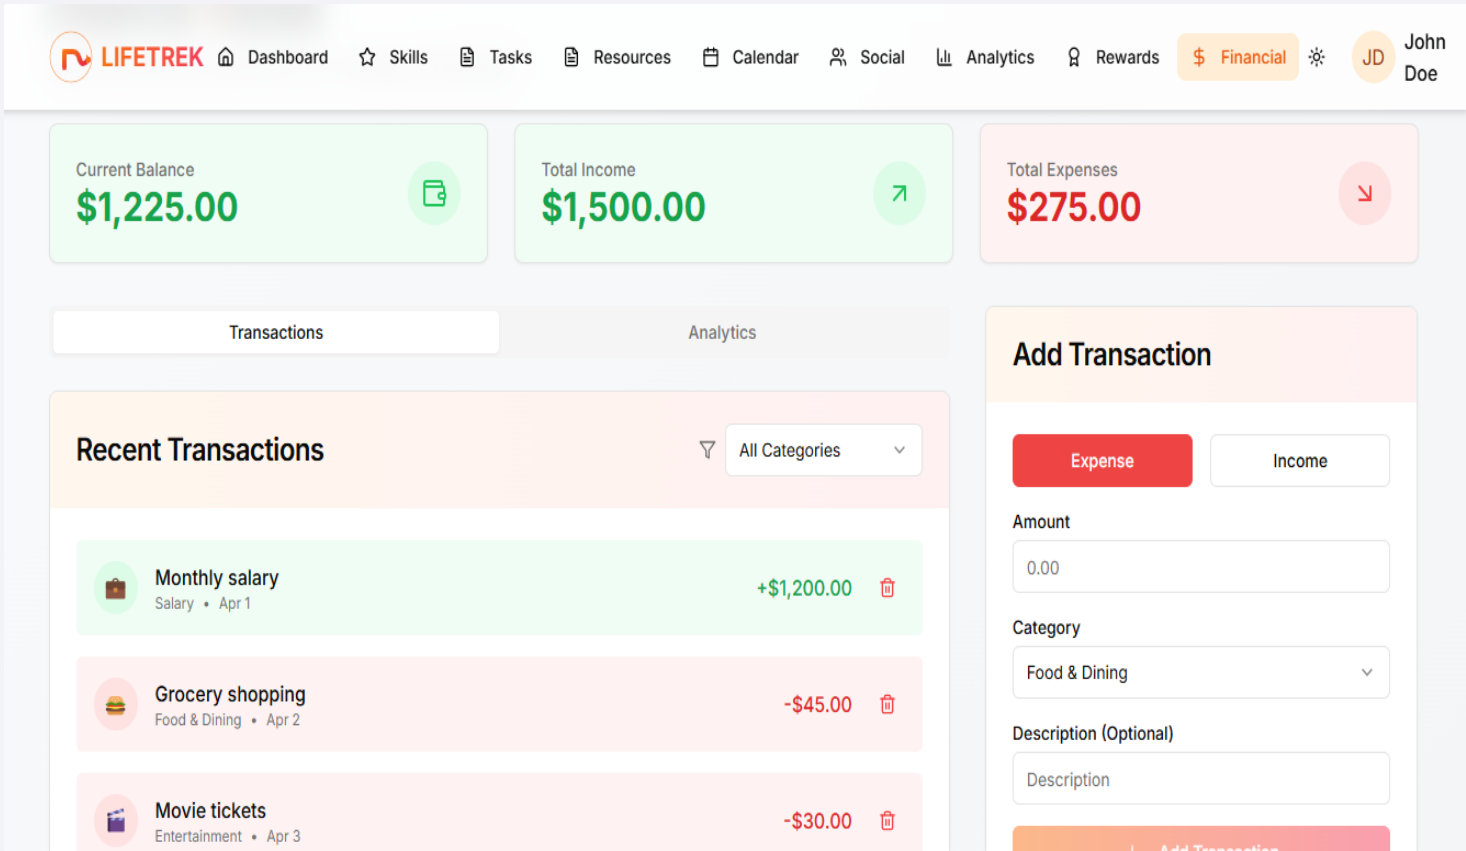 LIFETREK
Dashboard
Skills
Tasks
Resources
Calendar
Social
Analytics
Rewards
$ Financial
JD
John
Doe
Current Balance
$1,225.00
Total Income
$1,500.00
Total Expenses
$275.00
Transactions
Analytics
Recent Transactions
All Categories
Monthly salary
Salary • Apr 1
+$1,200.00
Grocery shopping
Food & Dining • Apr 2
-$45.00
Movie tickets
Entertainment • Apr 3
-$30.00
Add Transaction
Expense
Income
Amount
0.00
Category
Food & Dining
Description (Optional)
Description
Add Transaction